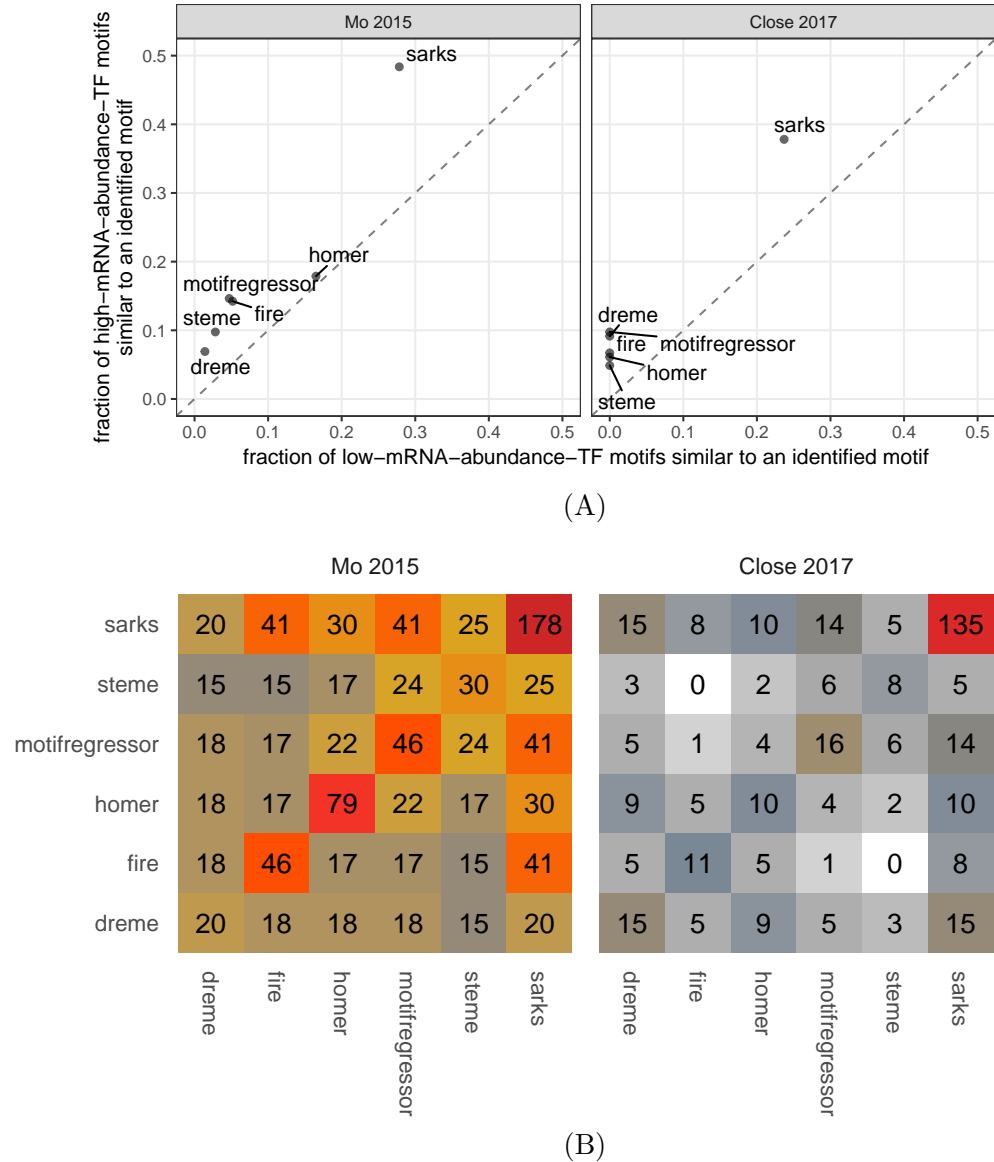 Mo 2015
Close 2017
fraction of high−mRNA−abundance−TF motifs
similar to an identified motif
0.5
0.4
0.3
0.2
0.1
0.0
sarks
homer
motifregressor
fire
steme
dreme
sarks
dreme
fire
motifregressor
homer
steme
0.0 0.1 0.2 0.3 0.4 0.5
0.0 0.1 0.2 0.3 0.4 0.5
fraction of low−mRNA−abundance−TF motifs similar to an identified motif
(A)
Mo 2015
Close 2017
sarks 20 41 30 41 25 178 15 8 10 14 5 135
steme 15 15 17 24 30 25 3 0 2 6 8 5
motifregressor 18 17 22 46 24 41 5 1 4 16 6 14
homer 18 17 79 22 17 30 9 5 10 4 2 10
fire 18 46 17 17 15 41 5 11 5 1 0 8
dreme 20 18 18 18 15 20 15 5 9 5 3 15
dreme fire homer motifregressor steme sarks
dreme fire homer motifregressor steme sarks
(B)